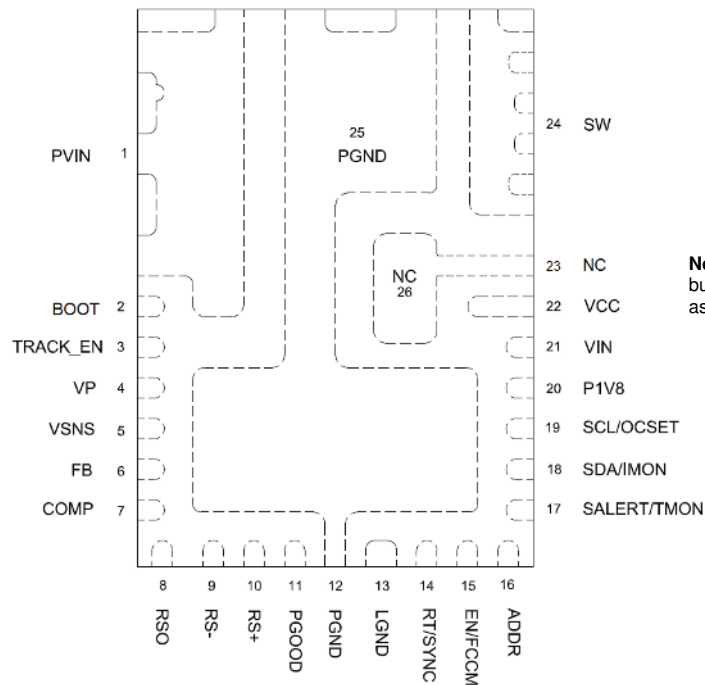 25
PGND
PVIN 1
24 SW
NC
26
23 NC
Ne
bu
as
BOOT 2
22 VCC
TRACK_EN 3
21 VIN
VP 4
20 P1V8
VSNS 5
19 SCL/OCSET
FB 6
18 SDA/IMON
COMP 7
17 SALERT/TMON
8 9 10 11 12 13 14 15 16
RSO
RS-
RS+
PGOOD
PGND
LGND
RT/SYNC
EN/FCCM
ADDR